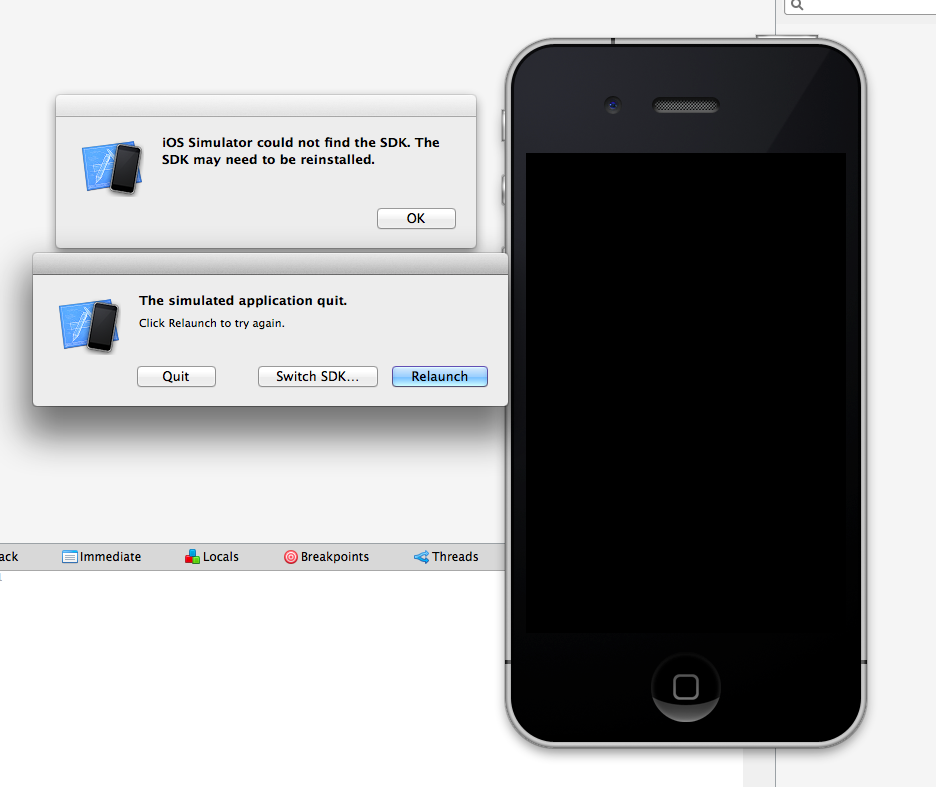 iOS Simulator could not find the SDK. The
SDK may need to be reinstalled.
OK
The simulated application quit.
Click Relaunch to try again.
Quit
Switch SDK...
Relaunch
ack
Immediate
Locals
Breakpoints
Threads